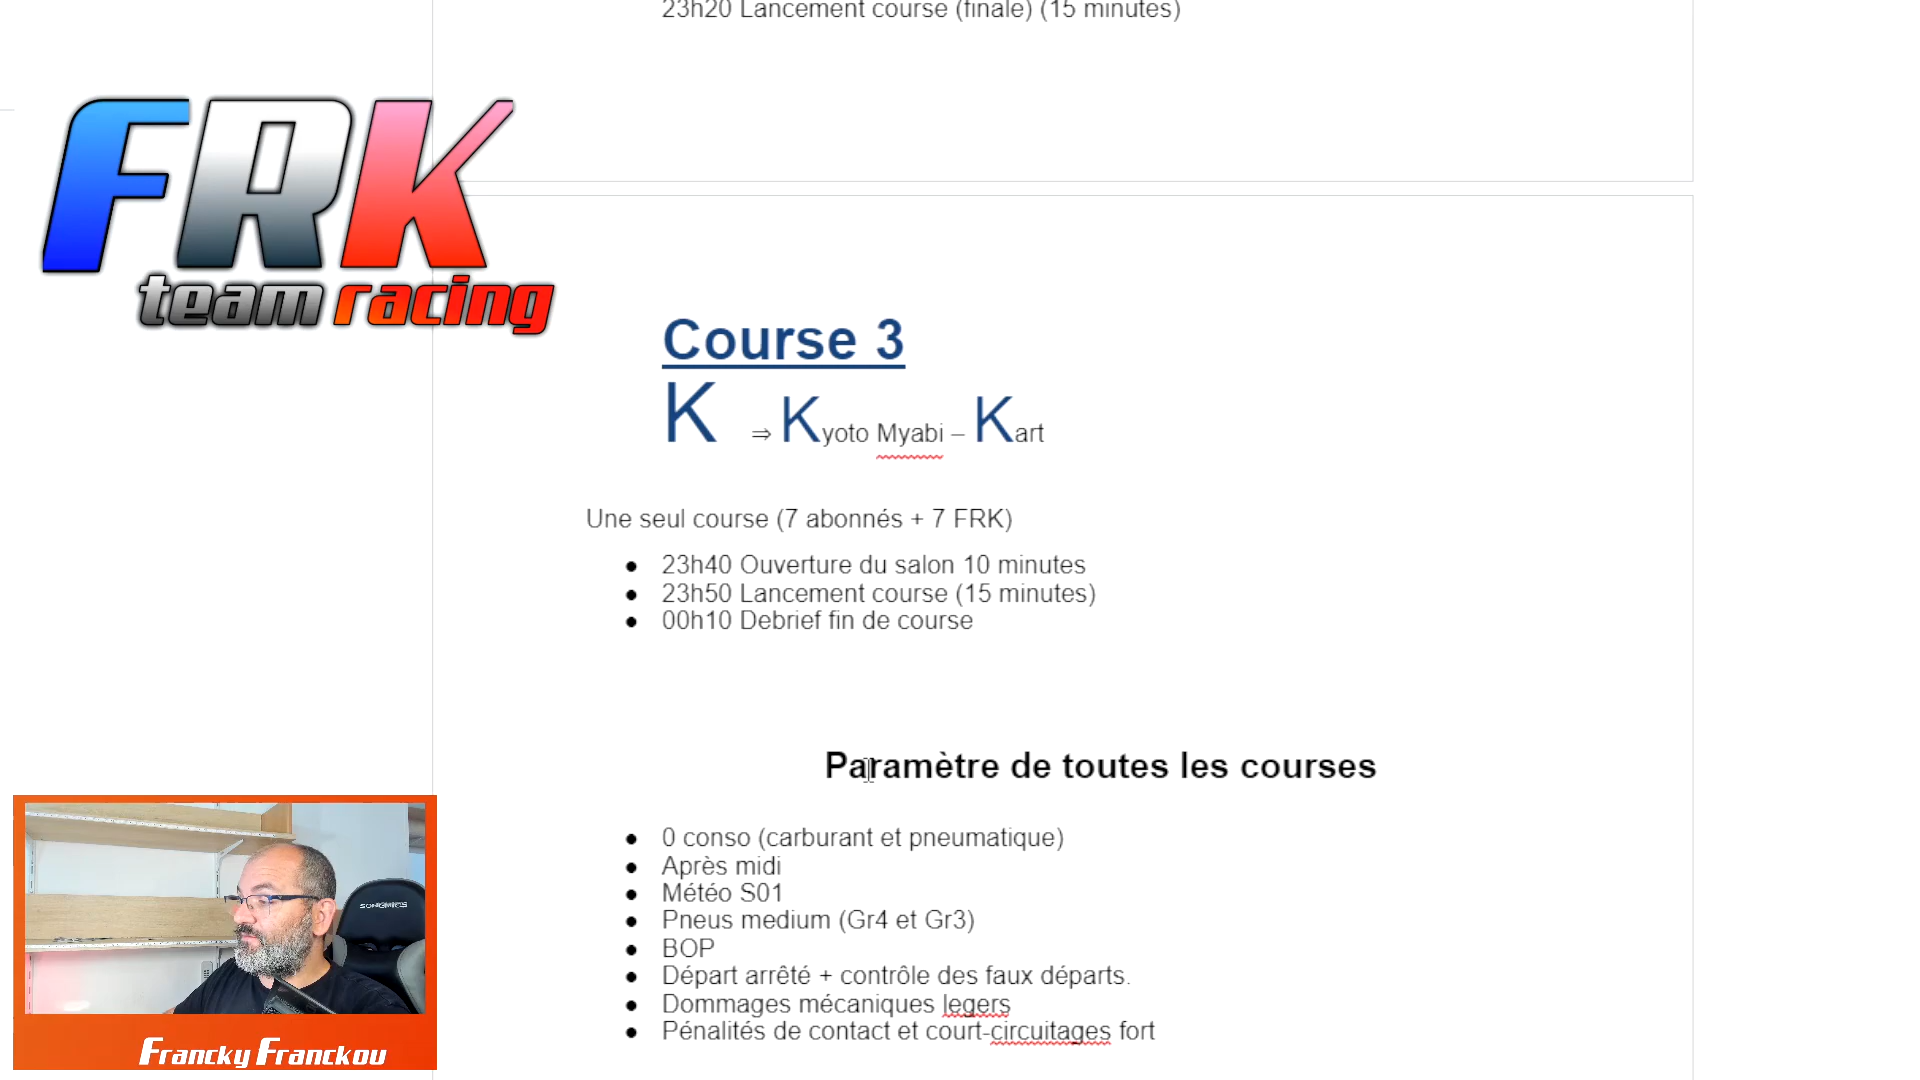 23h20 Lancement course (finale) (15 minutes)
FRK
team racing
Course 3
K ⇒ Kyoto Myabi – Kart
Une seul course (7 abonnés + 7 FRK)
● 23h40 Ouverture du salon 10 minutes
● 23h50 Lancement course (15 minutes)
● 00h10 Debrief fin de course
Paramètre de toutes les courses
● 0 conso (carburant et pneumatique)
● Après midi
● Météo S01
● Pneus medium (Gr4 et Gr3)
● BOP
● Départ arrêté + contrôle des faux départs.
● Dommages mécaniques legers
● Pénalités de contact et court-circuitages fort
SONGMICS
Francky Franckou